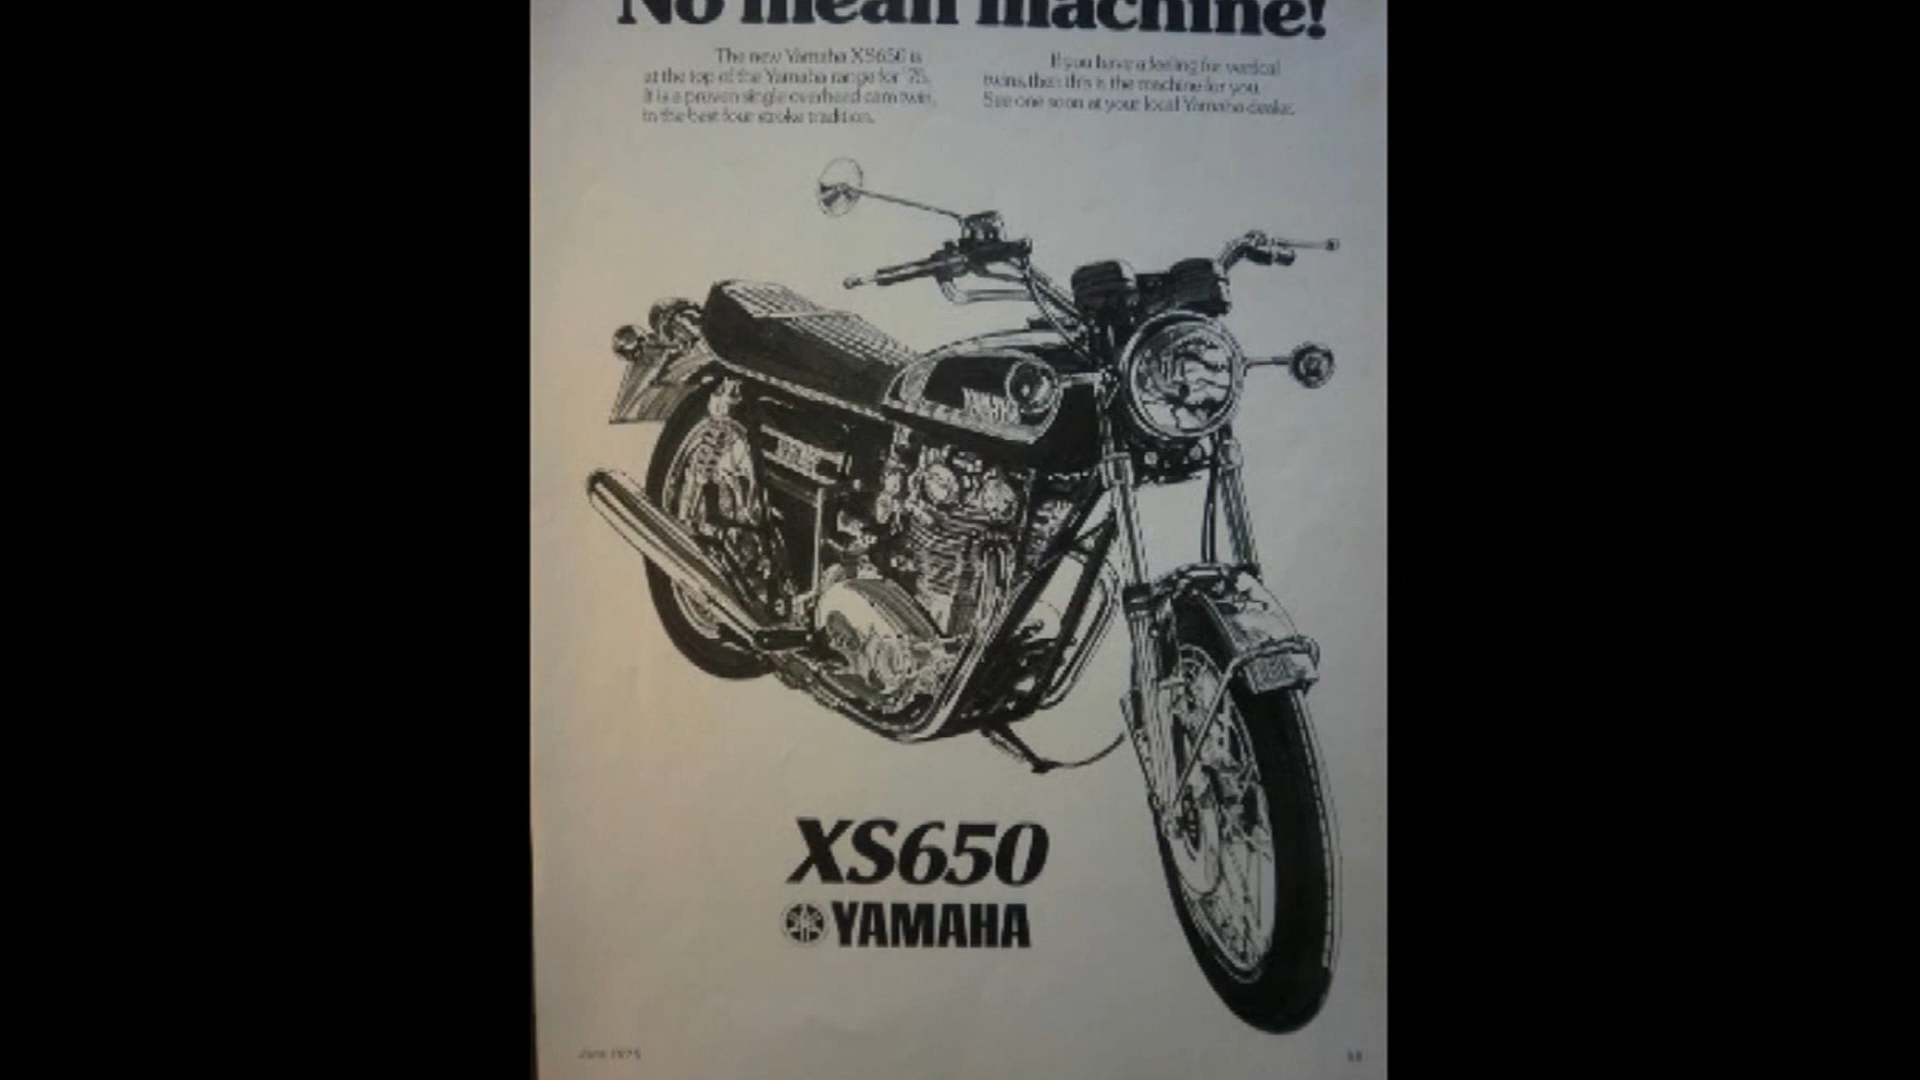 No mean machine!
The new Yamaha XS650 is
at the top of the Yamaha range for '75.
It is a proven single overhead cam twin,
in the best four stroke tradition.
If you have a feeling for vertical
twins, then this is the machine for you.
See one soon at your local Yamaha dealer.
XS650
YAMAHA
June 1975